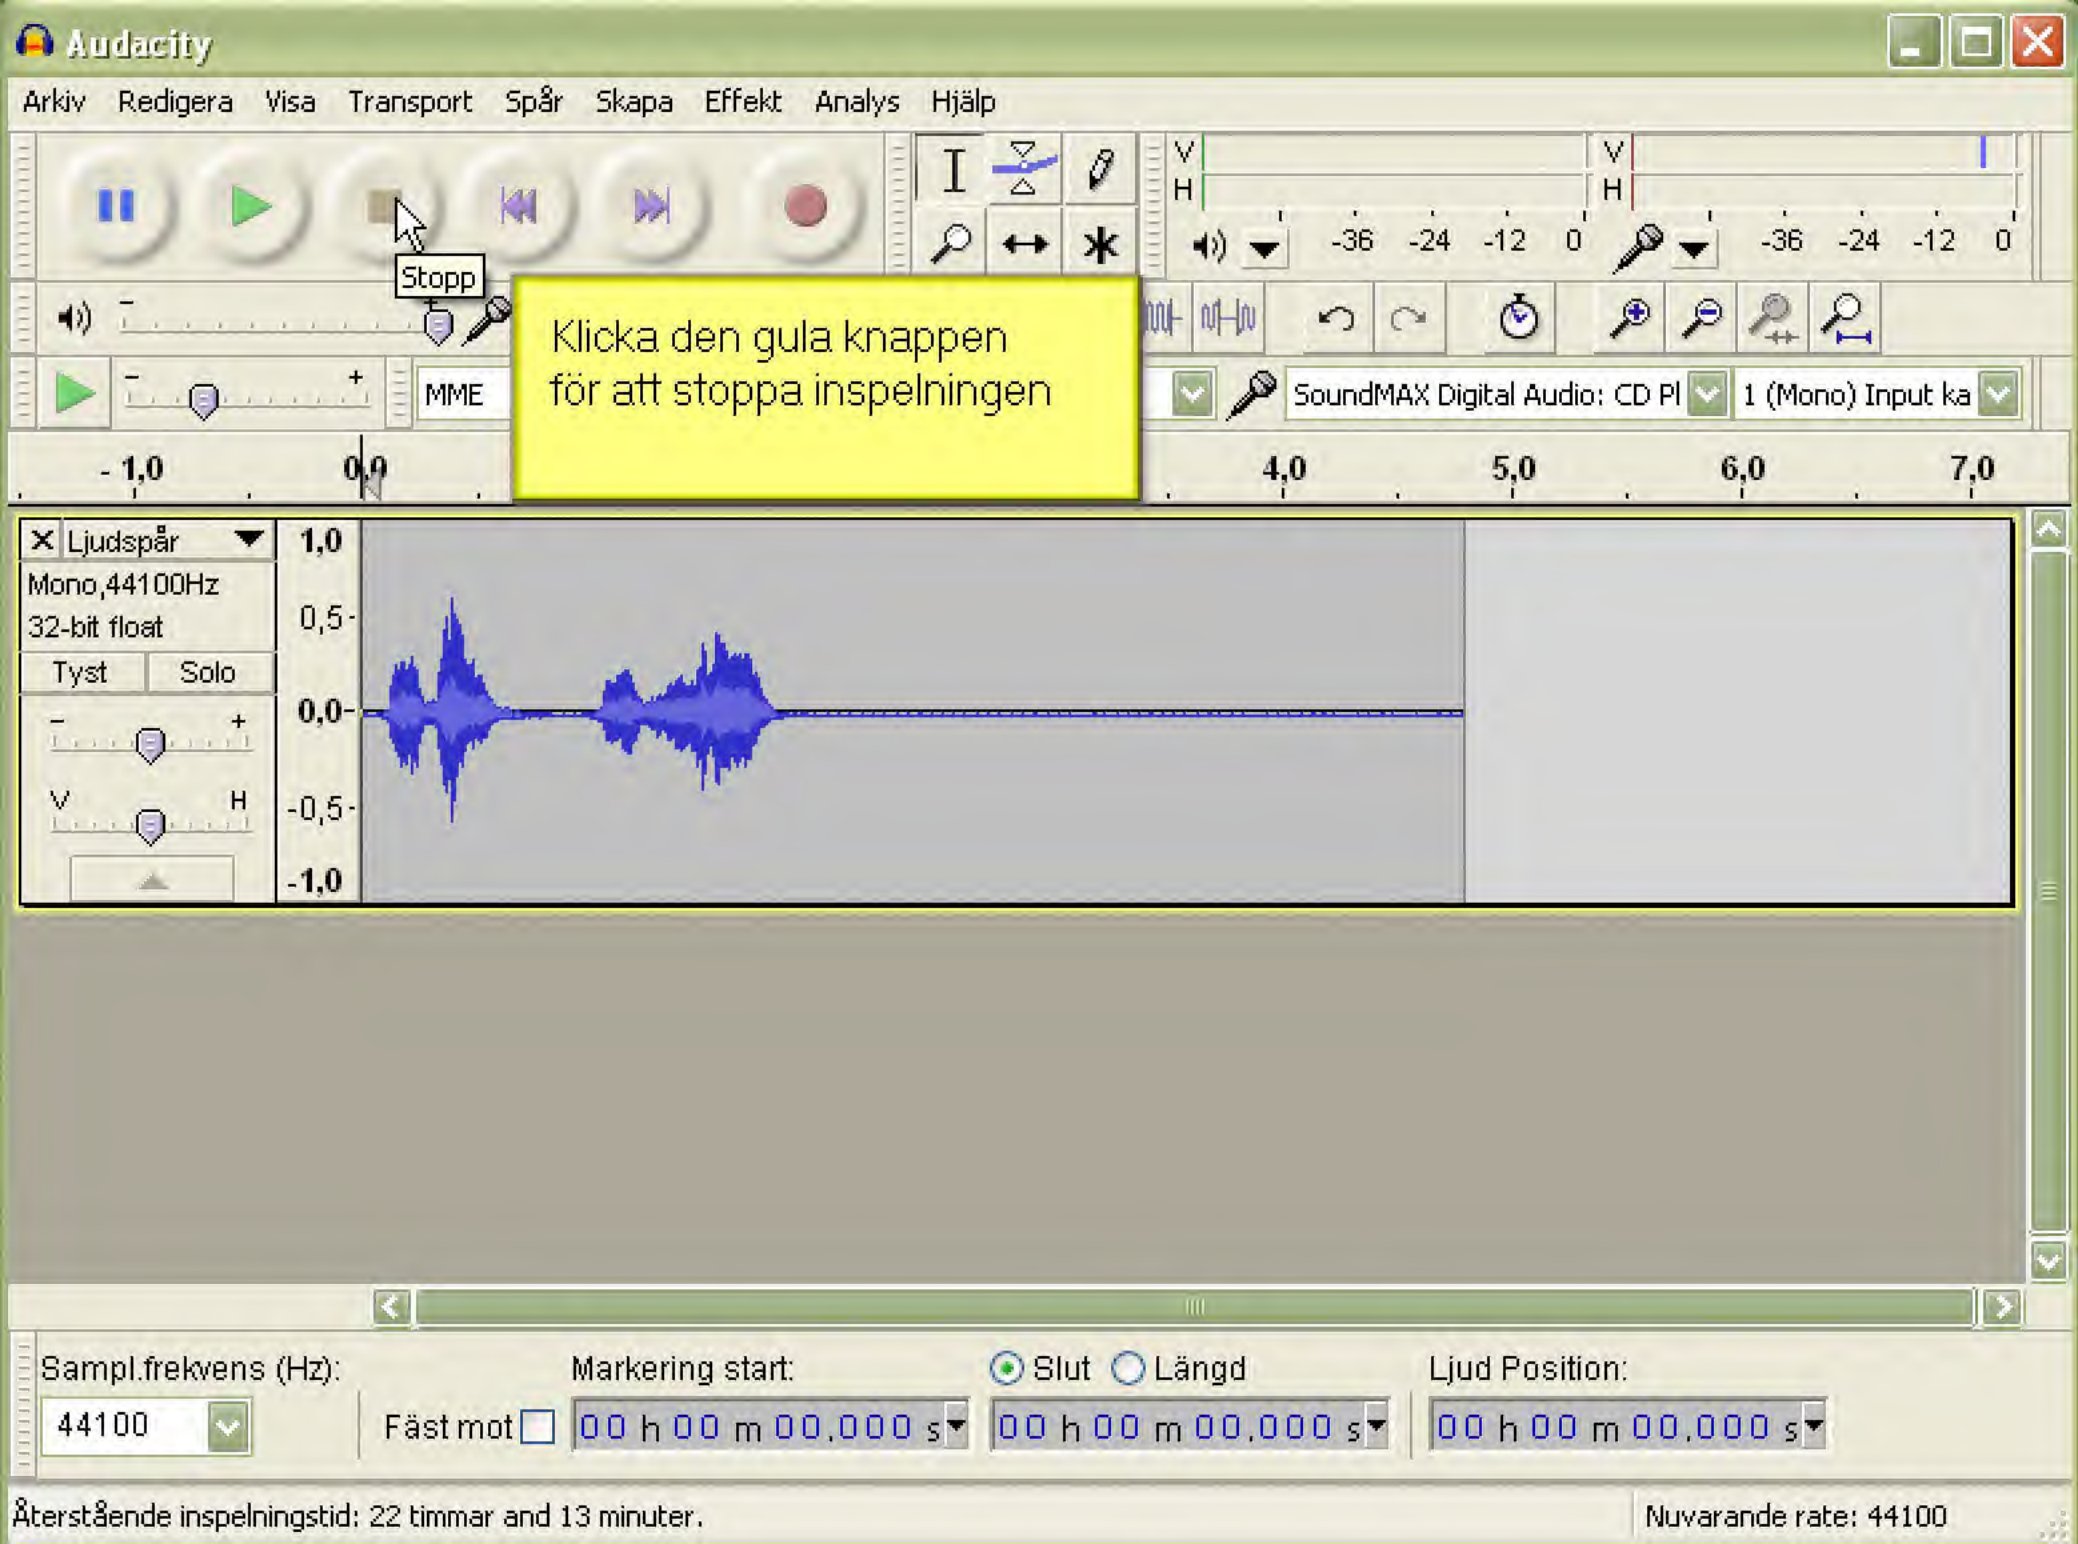 Audacity
Arkiv Redigera Visa Transport Spår Skapa Effekt Analys Hjälp
V V
H H
-36 -24 -12 0 -36 -24 -12 0
Stopp
- +
Klicka den gula knappen
för att stoppa inspelningen
- + MME SoundMAX Digital Audio: CD Pl 1 (Mono) Input ka
- 1,0 0,0 4,0 5,0 6,0 7,0
X Ljudspår 1,0
Mono,44100Hz
32-bit float 0,5-
Tyst Solo
- + 0,0-
V H -0,5-
-1,0
Sampl.frekvens (Hz): Markering start: Slut Längd Ljud Position:
44100 Fäst mot 00 h 00 m 00.000 s 00 h 00 m 00.000 s 00 h 00 m 00.000 s
Återstående inspelningstid: 22 timmar and 13 minuter. Nuvarande rate: 44100